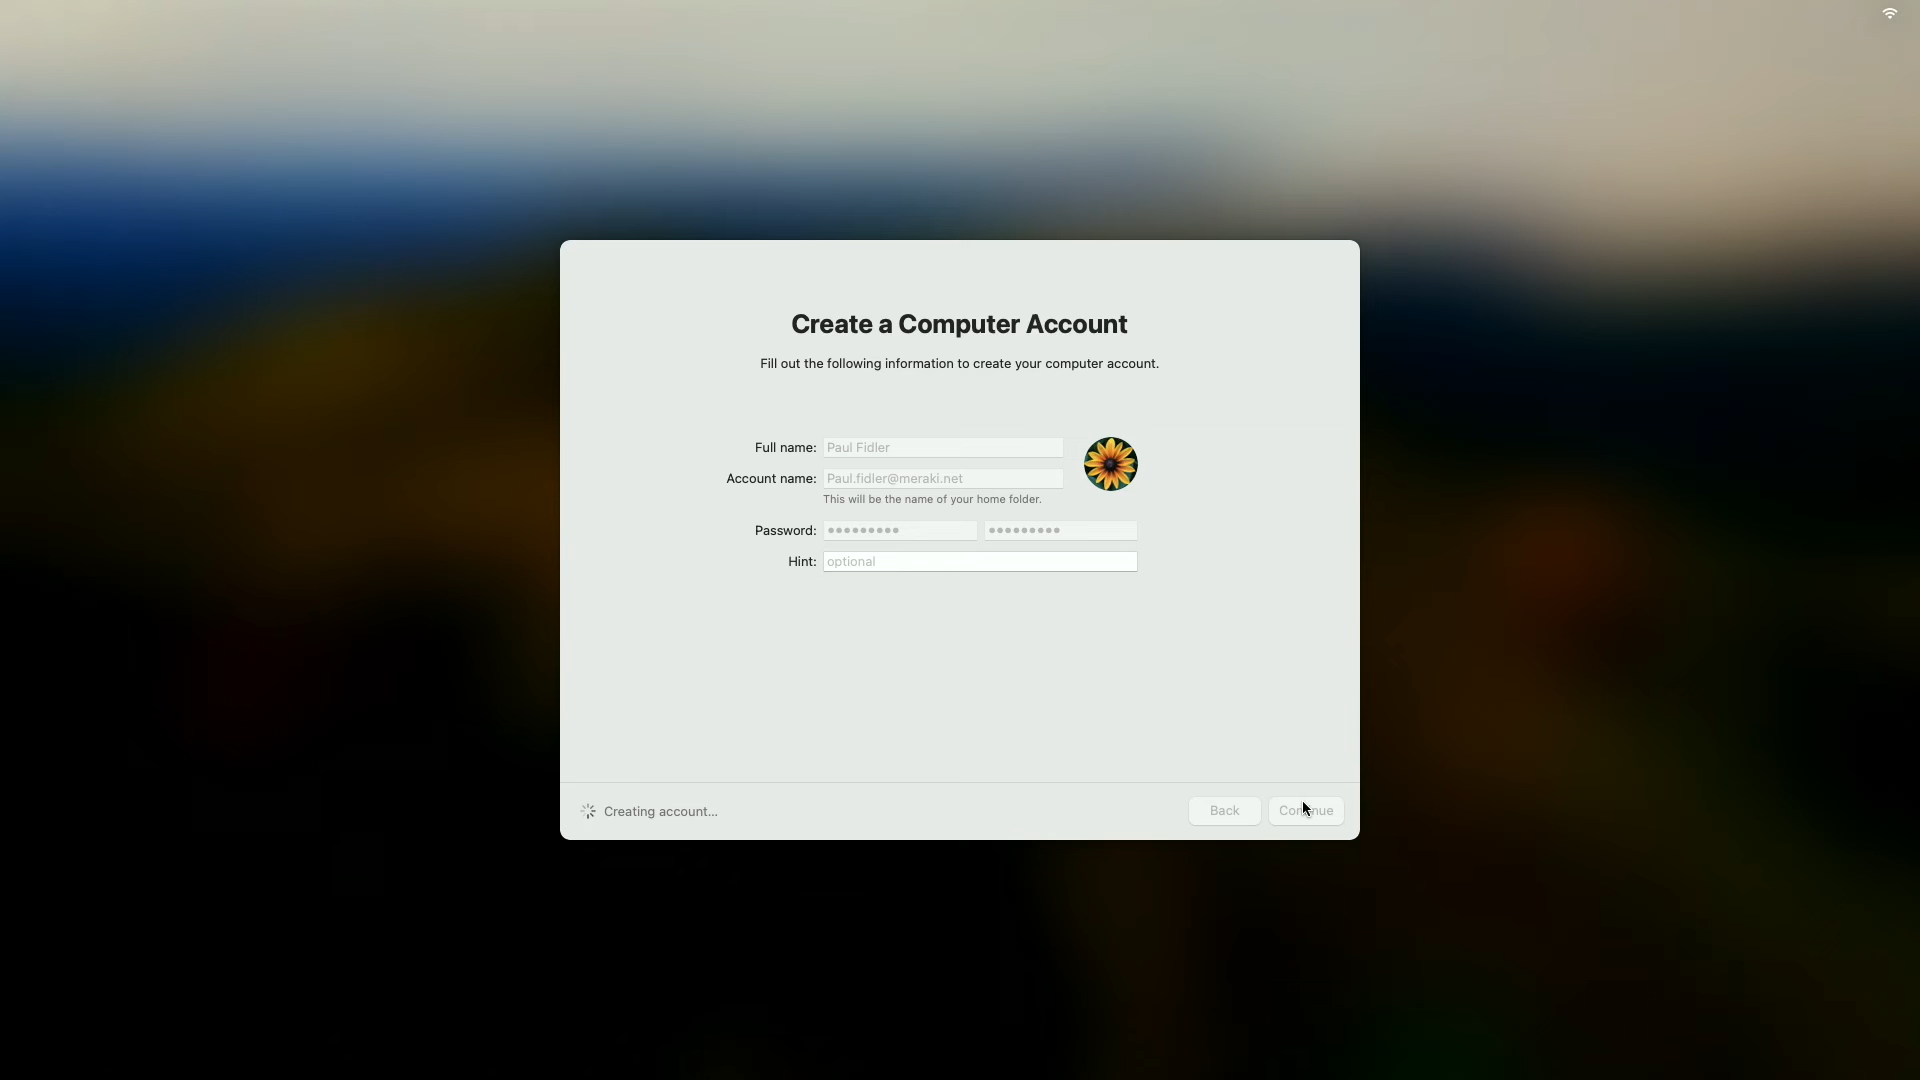 Create a Computer Account
Fill out the following information to create your computer account.
Full name: Paul Fidler
Account name: Paul.fidler@meraki.net
This will be the name of your home folder.
Password: ●●●●●●●●● ●●●●●●●●●
Hint: optional
Creating account...
Back Continue